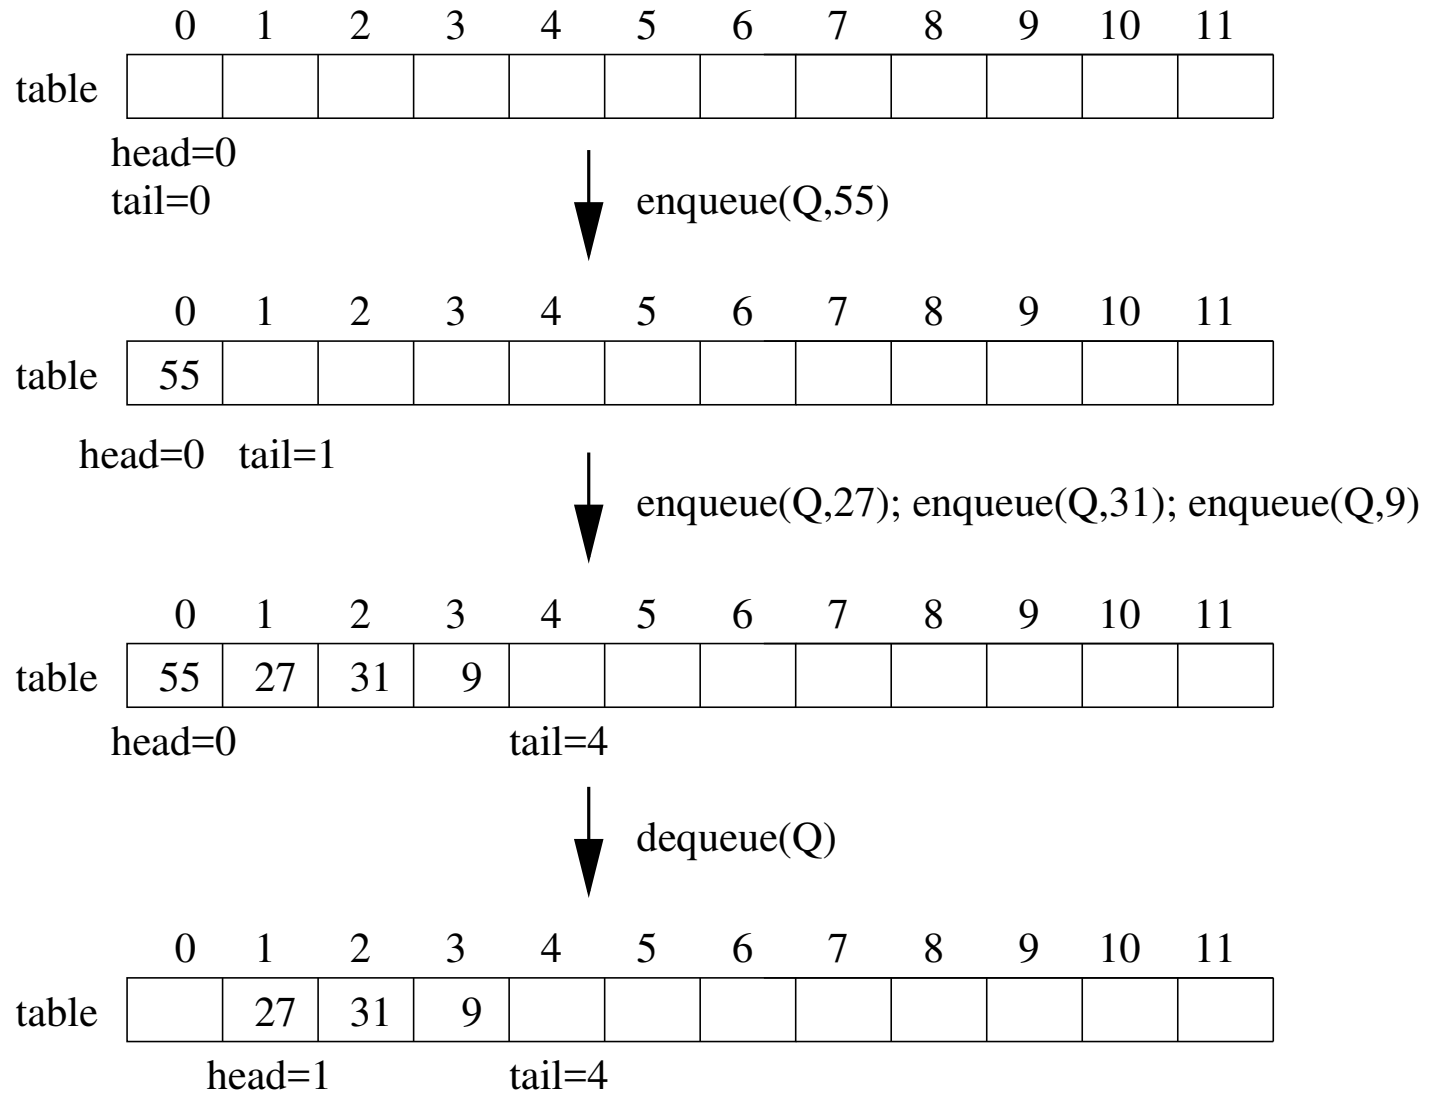 0 1 2 3 4 5 6 7 8 9 10 11
table
head=0
tail=0
enqueue(Q,55)
0 1 2 3 4 5 6 7 8 9 10 11
table 55
head=0 tail=1
enqueue(Q,27); enqueue(Q,31); enqueue(Q,9)
0 1 2 3 4 5 6 7 8 9 10 11
table 55 27 31 9
head=0 tail=4
dequeue(Q)
0 1 2 3 4 5 6 7 8 9 10 11
table 27 31 9
head=1 tail=4